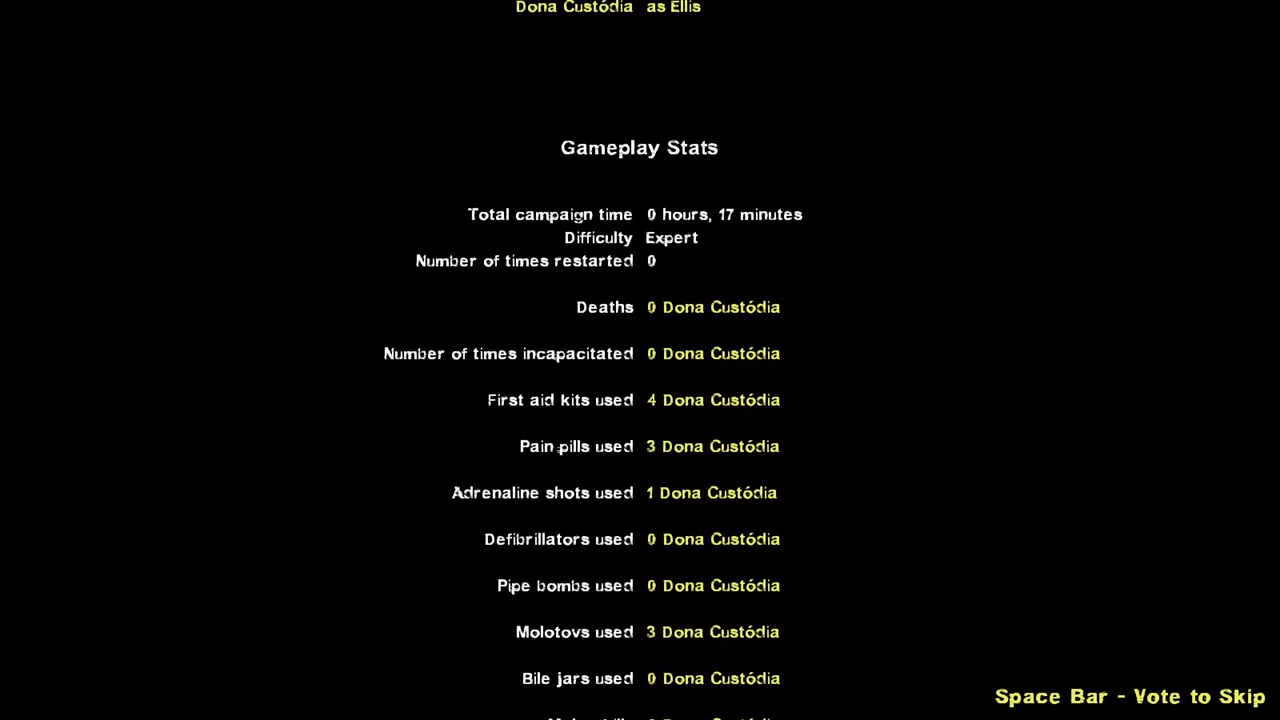 Dona Custódia as Ellis
Gameplay Stats
Total campaign time 0 hours, 17 minutes
Difficulty Expert
Number of times restarted 0
Deaths 0 Dona Custódia
Number of times incapacitated 0 Dona Custódia
First aid kits used 4 Dona Custódia
Pain pills used 3 Dona Custódia
Adrenaline shots used 1 Dona Custódia
Defibrillators used 0 Dona Custódia
Pipe bombs used 0 Dona Custódia
Molotovs used 3 Dona Custódia
Bile jars used 0 Dona Custódia
Space Bar - Vote to Skip